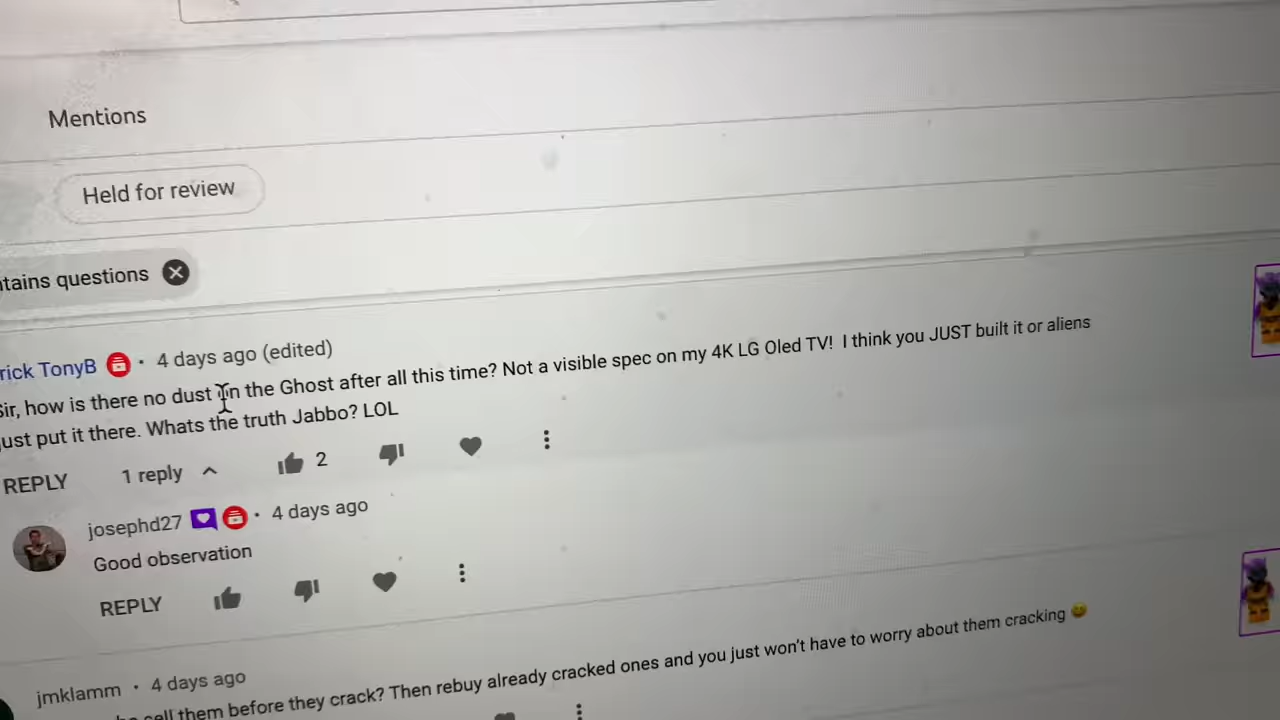 Mentions
Held for review
tains questions
rick TonyB · 4 days ago (edited)
Sir, how is there no dust in the Ghost after all this time? Not a visible spec on my 4K LG Oled TV! I think you JUST built it or aliens
just put it there. Whats the truth Jabbo? LOL
REPLY 1 reply 2
josephd27 · 4 days ago
Good observation
REPLY
jmklamm · 4 days ago
sell them before they crack? Then rebuy already cracked ones and you just won't have to worry about them cracking 😄